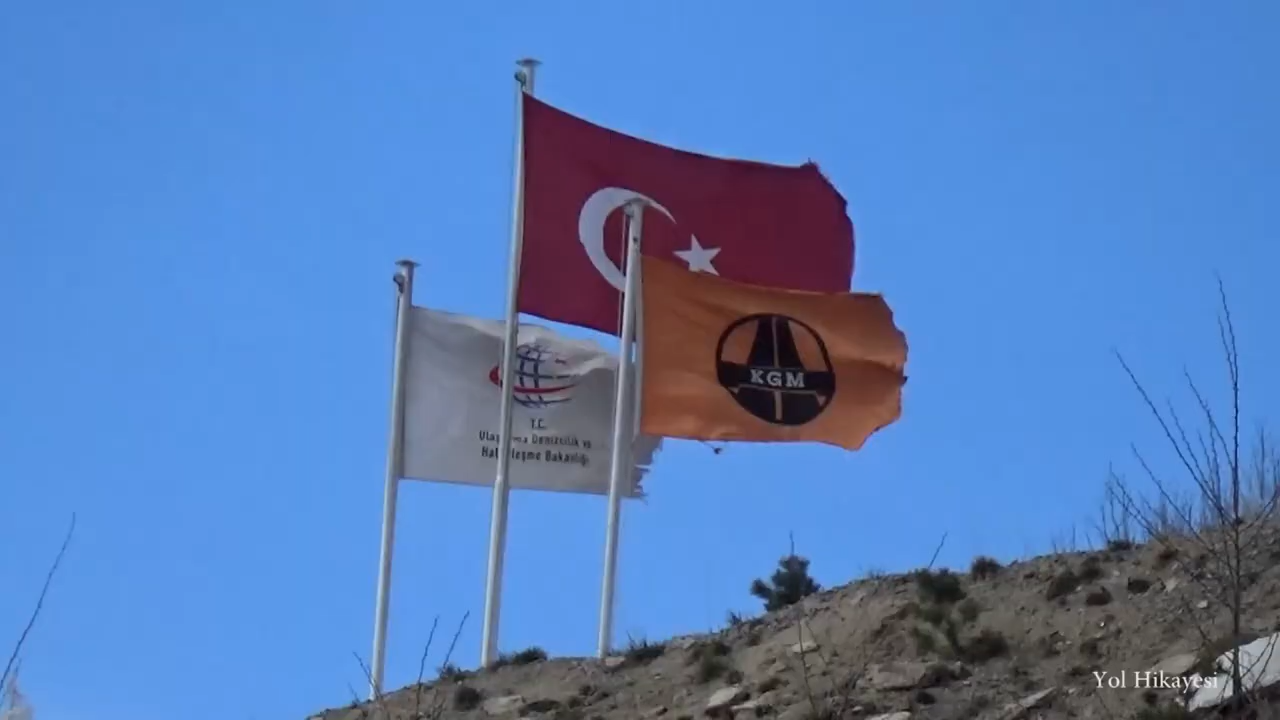 KGM
T.C.
Denizcilik ve
Bakanlığı
Yol Hikayesi